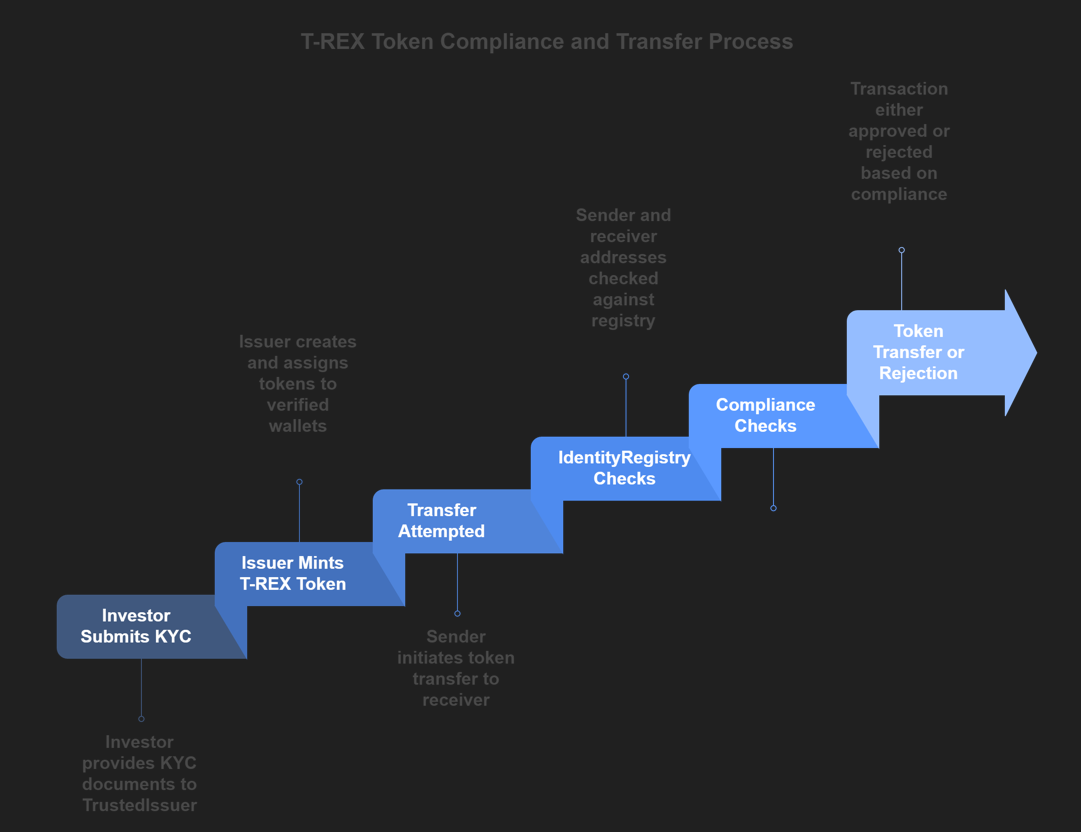 T-REX Token Compliance and Transfer Process
Transaction
either
approved or
rejected
based on
compliance
Sender and
receiver
addresses
checked
against
registry
Issuer creates
and assigns
tokens to
verified
wallets
Token
Transfer or
Rejection
Compliance
Checks
IdentityRegistry
Checks
Transfer
Attempted
Issuer Mints
T-REX Token
Investor
Submits KYC
Sender
initiates token
transfer to
receiver
Investor
provides KYC
documents to
TrustedIssuer